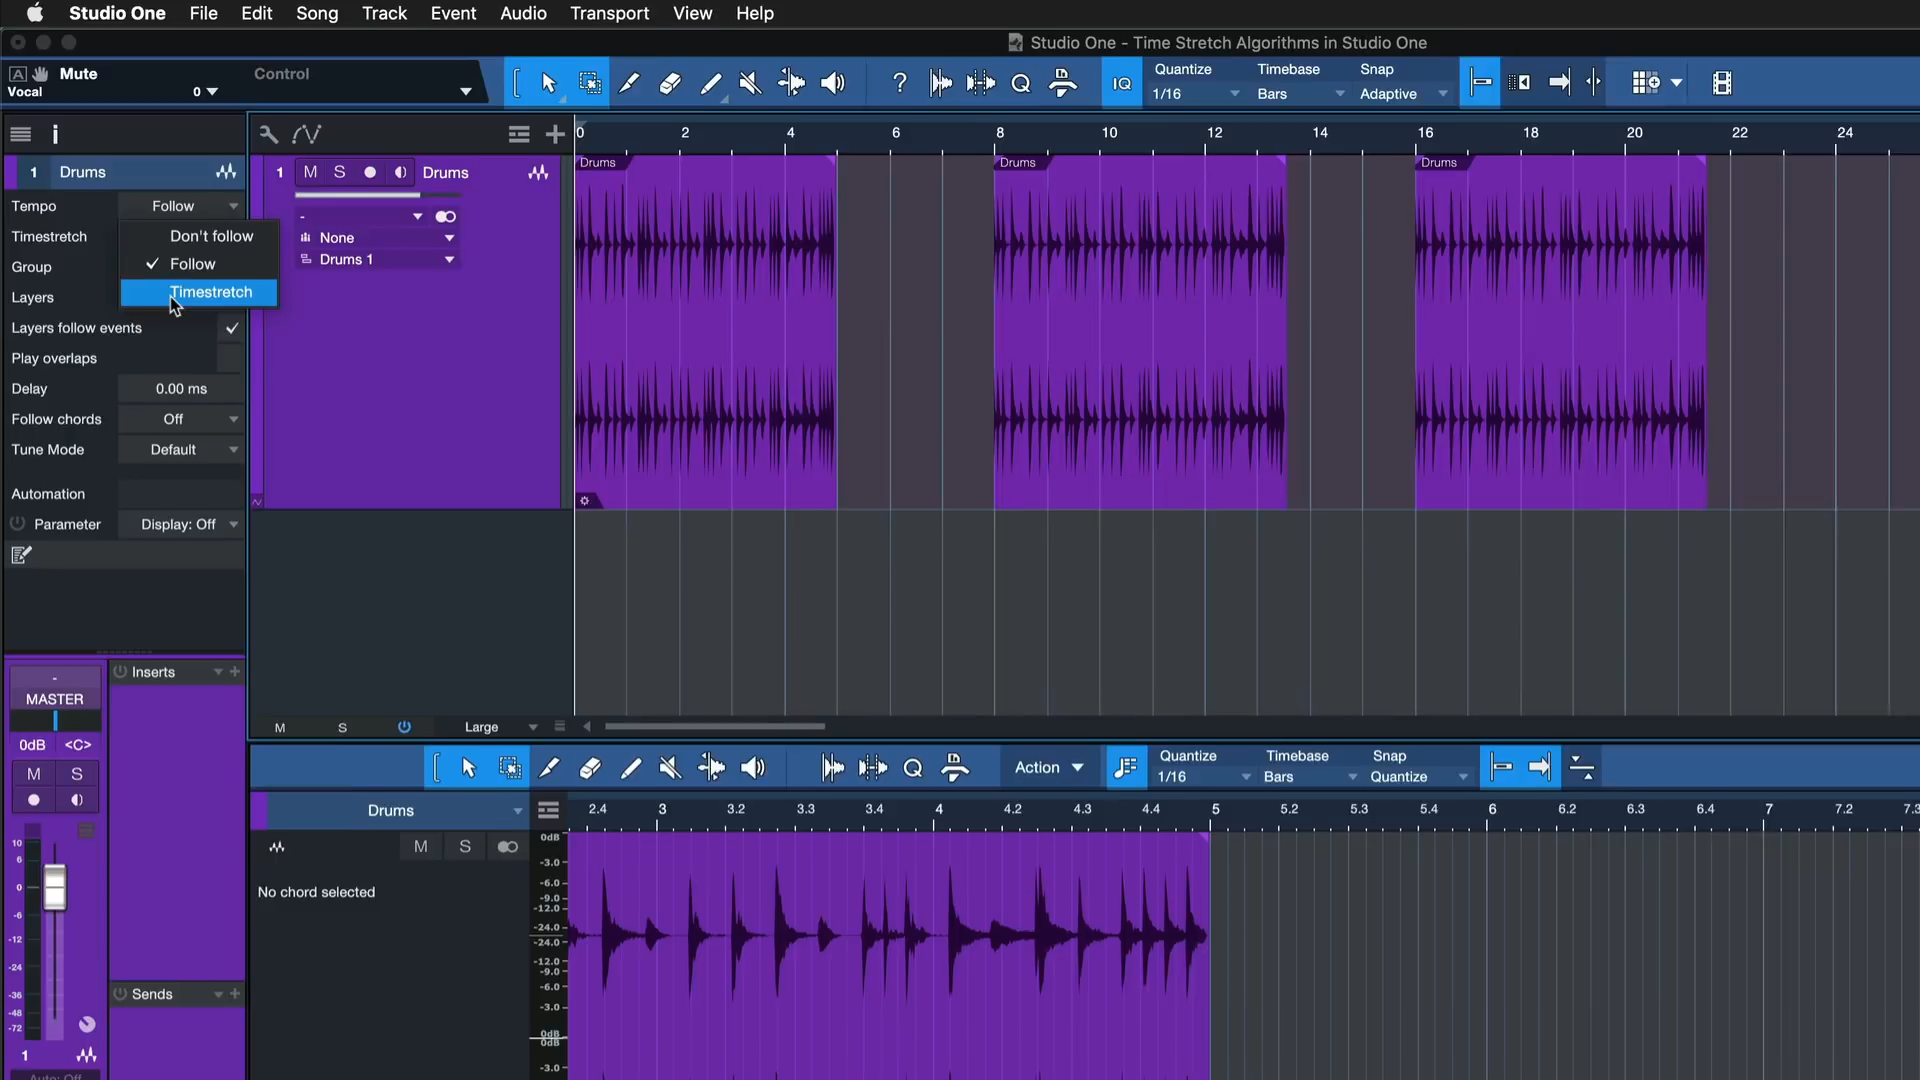 Studio One File Edit Song Track Event Audio Transport View Help
Studio One - Time Stretch Algorithms in Studio One
A Mute Control
Vocal 0
? IQ Quantize Timebase Snap
1/16 Bars Adaptive
i
0 2 4 6 8 10 12 14 16 18 20 22 24
1 Drums
1 M S Drums
Drums Drums Drums
Tempo Follow
-
Timestretch Don't follow
None
Group Follow
Drums 1
Layers Timestretch
Layers follow events
Play overlaps
Delay 0.00 ms
Follow chords Off
Tune Mode Default
Automation
Parameter Display: Off
Inserts
-
MASTER
M S Large
0dB <C>
M S
Action Quantize Timebase Snap
1/16 Bars Quantize
Drums
2.4 3 3.2 3.3 3.4 4 4.2 4.3 4.4 5 5.2 5.3 5.4 6 6.2 6.3 6.4 7 7.2 7.3
M S
No chord selected
10
6
0
-6
-12
-24
-36
-48
-72
0dB
-3.0
-6.0
-9.0
-12.0
-24.0
-24.0
-12.0
-9.0
-6.0
-3.0
0dB
0dB
-3.0
Sends
1
Auto: Off